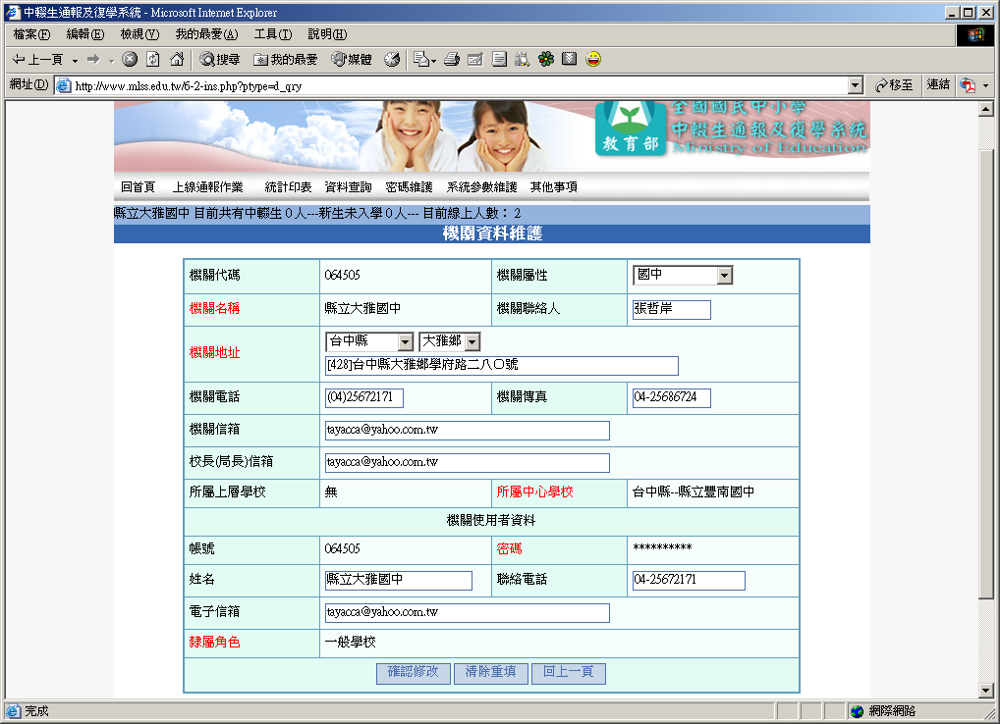 中輟生通報及復學系統 - Microsoft Internet Explorer
檔案(F) 編輯(E) 檢視(V) 我的最愛(A) 工具(T) 說明(H)
上一頁 搜尋 我的最愛 媒體
網址(D) http://www.mlss.edu.tw/6-2-ins.php?ptype=d_qry 移至 連結
全國國民中小學
中輟生通報及復學系統
教育部 Ministry of Education
回首頁 上線通報作業 統計印表 資料查詢 密碼維護 系統參數維護 其他事項
縣立大雅國中 目前共有中輟生 0 人---新生未入學 0 人--- 目前線上人數： 2
機關資料維護
機關代碼 064505 機關屬性 國中
機關名稱 縣立大雅國中 機關聯絡人 張哲岸
機關地址 台中縣 大雅鄉
[428]台中縣大雅鄉學府路二八〇號
機關電話 (04)25672171 機關傳真 04-25686724
機關信箱 tayacca@yahoo.com.tw
校長(局長)信箱 tayacca@yahoo.com.tw
所屬上層學校 無 所屬中心學校 台中縣--縣立豐南國中
機關使用者資料
帳號 064505 密碼 **********
姓名 縣立大雅國中 聯絡電話 04-25672171
電子信箱 tayacca@yahoo.com.tw
隸屬角色 一般學校
確認修改 清除重填 回上一頁
完成 網際網路